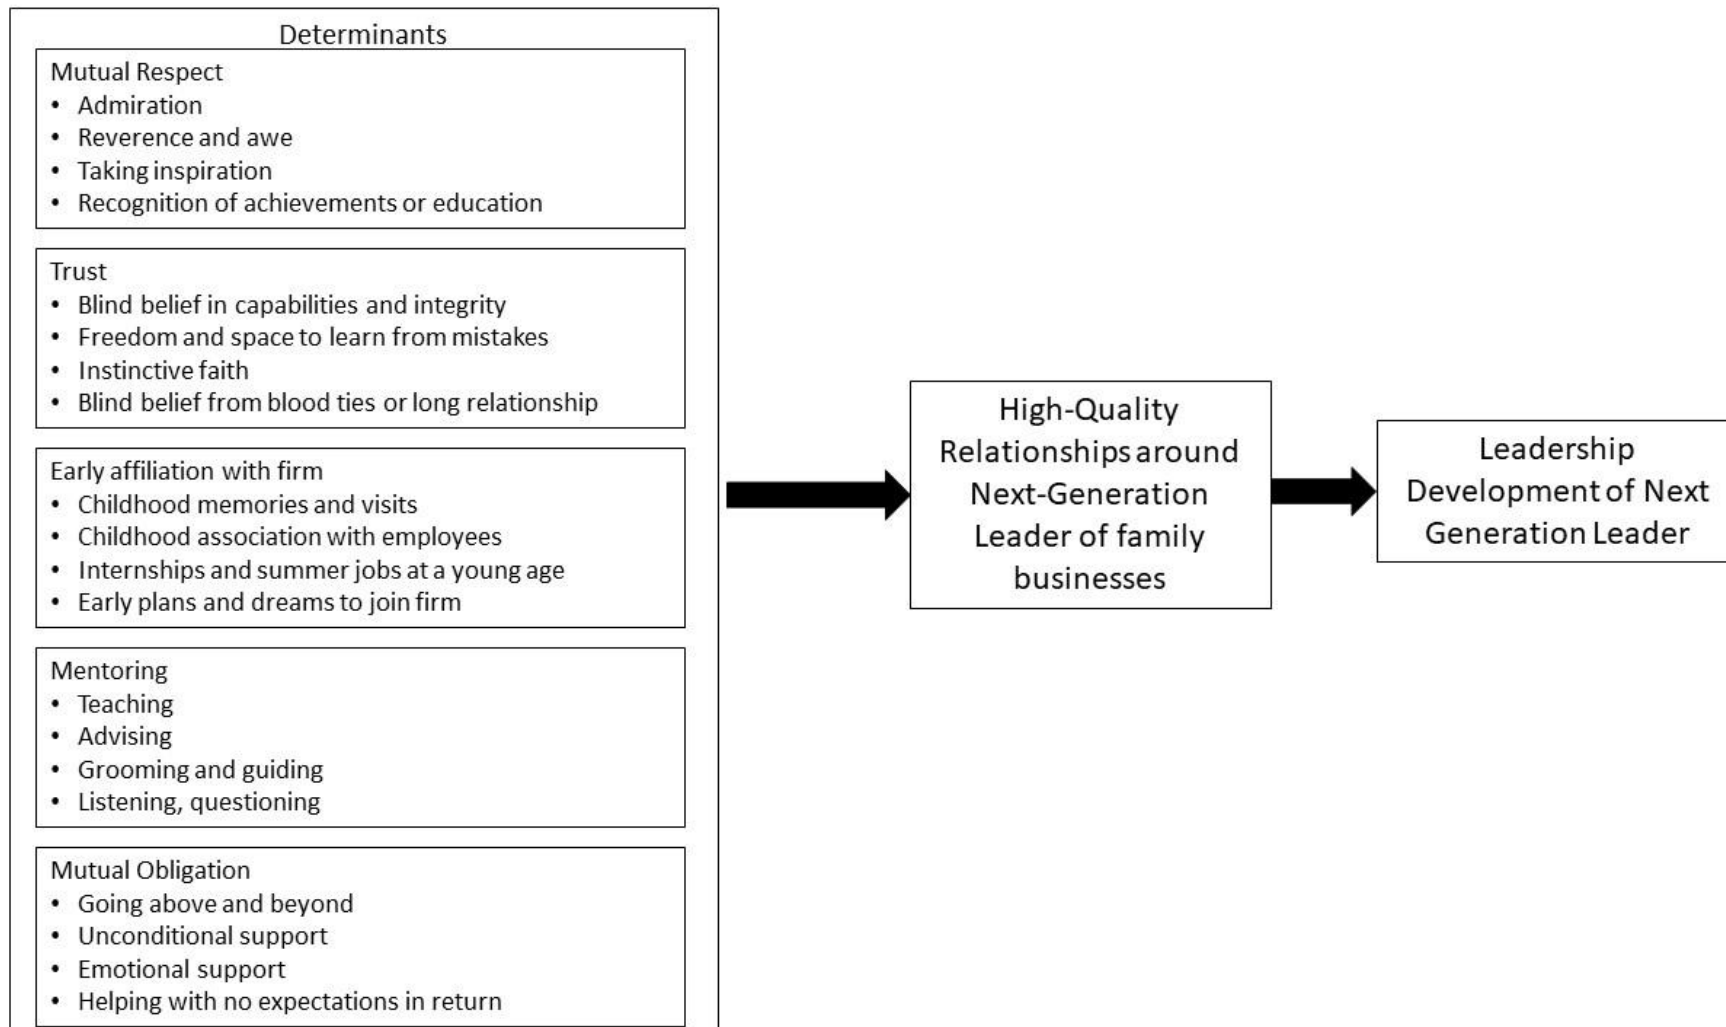 Determinants
Mutual Respect
• Admiration
• Reverence and awe
• Taking inspiration
• Recognition of achievements or education
Trust
• Blind belief in capabilities and integrity
• Freedom and space to learn from mistakes
• Instinctive faith
• Blind belief from blood ties or long relationship
Early affiliation with firm
• Childhood memories and visits
• Childhood association with employees
• Internships and summer jobs at a young age
• Early plans and dreams to join firm
Mentoring
• Teaching
• Advising
• Grooming and guiding
• Listening, questioning
Mutual Obligation
• Going above and beyond
• Unconditional support
• Emotional support
• Helping with no expectations in return
High-Quality
Relationships around
Next-Generation
Leader of family
businesses
Leadership
Development of Next
Generation Leader